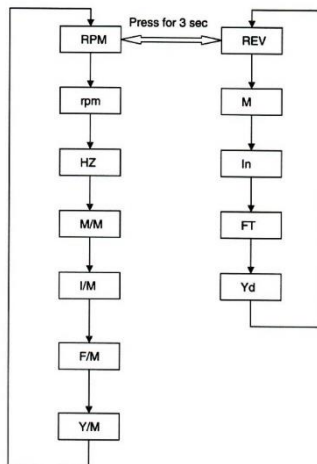 Press for 3 sec
RPM
REV
rpm
M
HZ
In
M/M
FT
I/M
Yd
F/M
Y/M